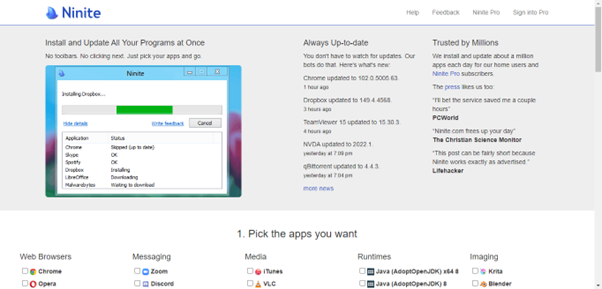 Ninite
Help Feedback Ninite Pro Sign into Pro
Install and Update All Your Programs at Once
No toolbars. No clicking next. Just pick your apps and go.
Ninite
Installing Dropbox...
Hide details Write feedback Cancel
Application Status
Chrome Skipped (up to date)
Skype OK
Spotify OK
Dropbox Installing
LibreOffice Downloading
Malwarebytes Waiting to download
Always Up-to-date
You don't have to watch for updates. Our
bots do that. Here's what's new:
Chrome updated to 102.0.5005.63.
1 hour ago
Dropbox updated to 149.4.4568.
3 hours ago
TeamViewer 15 updated to 15.30.3.
4 hours ago
NVDA updated to 2022.1.
yesterday at 7:08 pm
qBittorrent updated to 4.4.3.
yesterday at 7:04 pm
more news
Trusted by Millions
We install and update about a million
apps each day for our home users and
Ninite Pro subscribers.
The press likes us too:
"I'll bet the service saved me a couple
hours"
PCWorld
"Ninite.com frees up your day"
The Christian Science Monitor
"This post can be fairly short because
Ninite works exactly as advertised."
Lifehacker
1. Pick the apps you want
Web Browsers
Chrome
Opera
Messaging
Zoom
Discord
Media
iTunes
VLC
Runtimes
Java (AdoptOpenJDK) x64 8
Java (AdoptOpenJDK) 8
Imaging
Krita
Blender